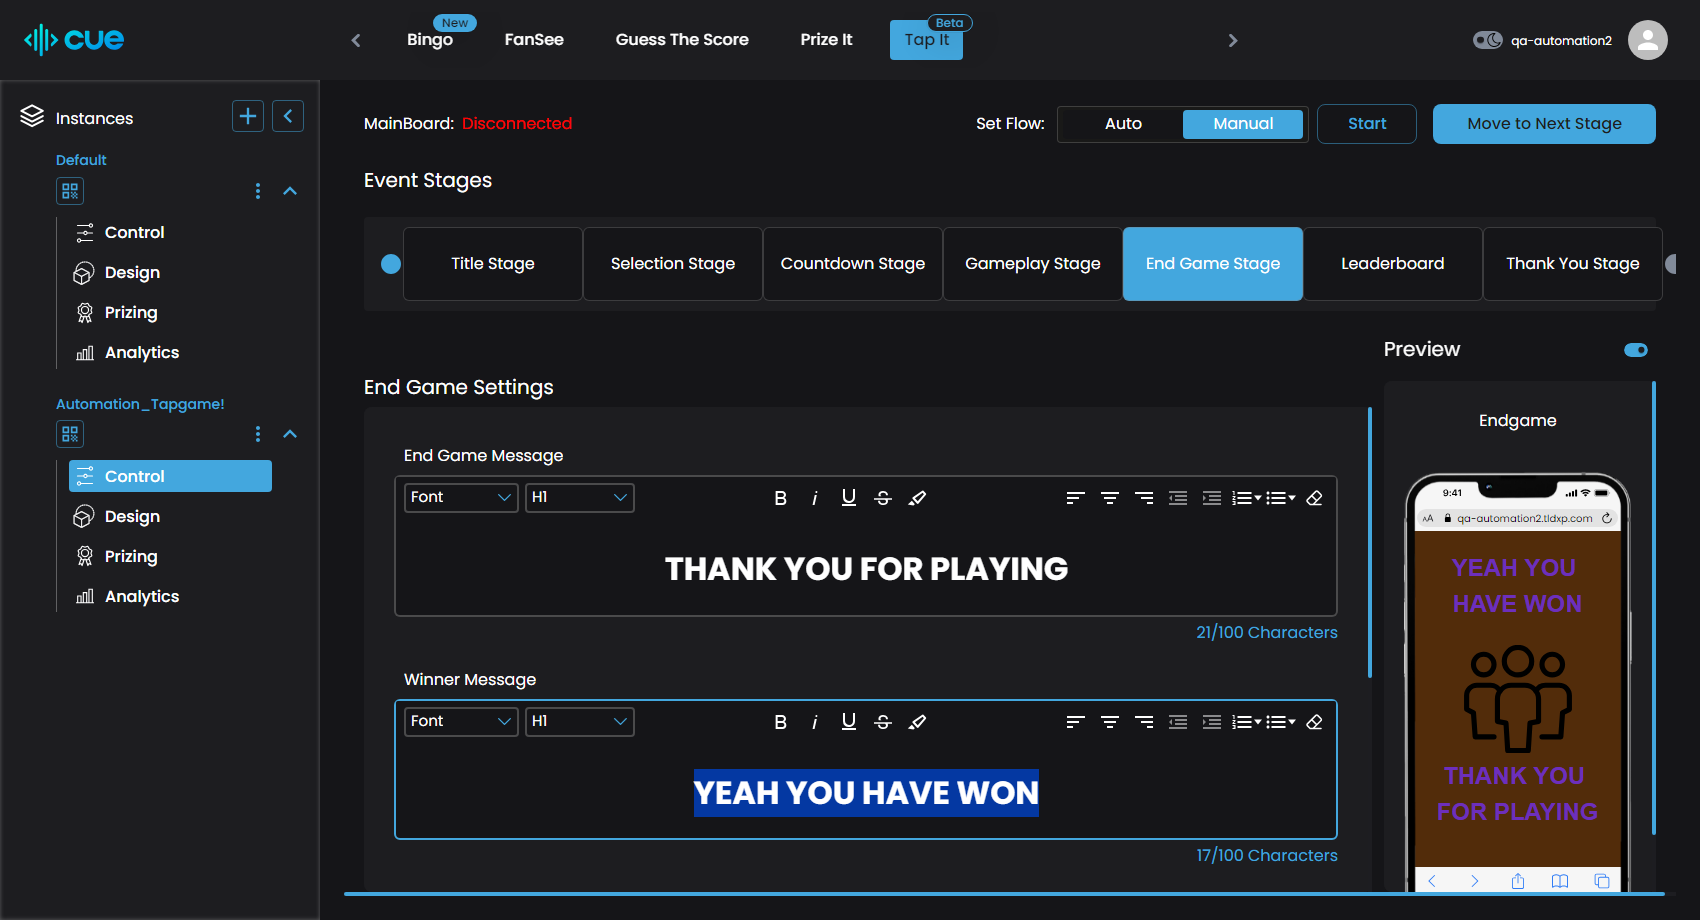 cue
Bingo
New
FanSee
Guess The Score
Prize It
Tap It
Beta
qa-automation2
Instances
Default
Control
Design
Prizing
Analytics
Automation_Tapgame!
Control
Design
Prizing
Analytics
MainBoard: Disconnected
Set Flow:
Auto
Manual
Start
Move to Next Stage
Event Stages
Title Stage
Selection Stage
Countdown Stage
Gameplay Stage
End Game Stage
Leaderboard
Thank You Stage
End Game Settings
End Game Message
Font
H1
B
i
U
S
THANK YOU FOR PLAYING
21/100 Characters
Winner Message
Font
H1
B
i
U
S
YEAH YOU HAVE WON
17/100 Characters
Preview
Endgame
9:41
AA
qa-automation2.tldxp.com
YEAH YOU
HAVE WON
THANK YOU
FOR PLAYING